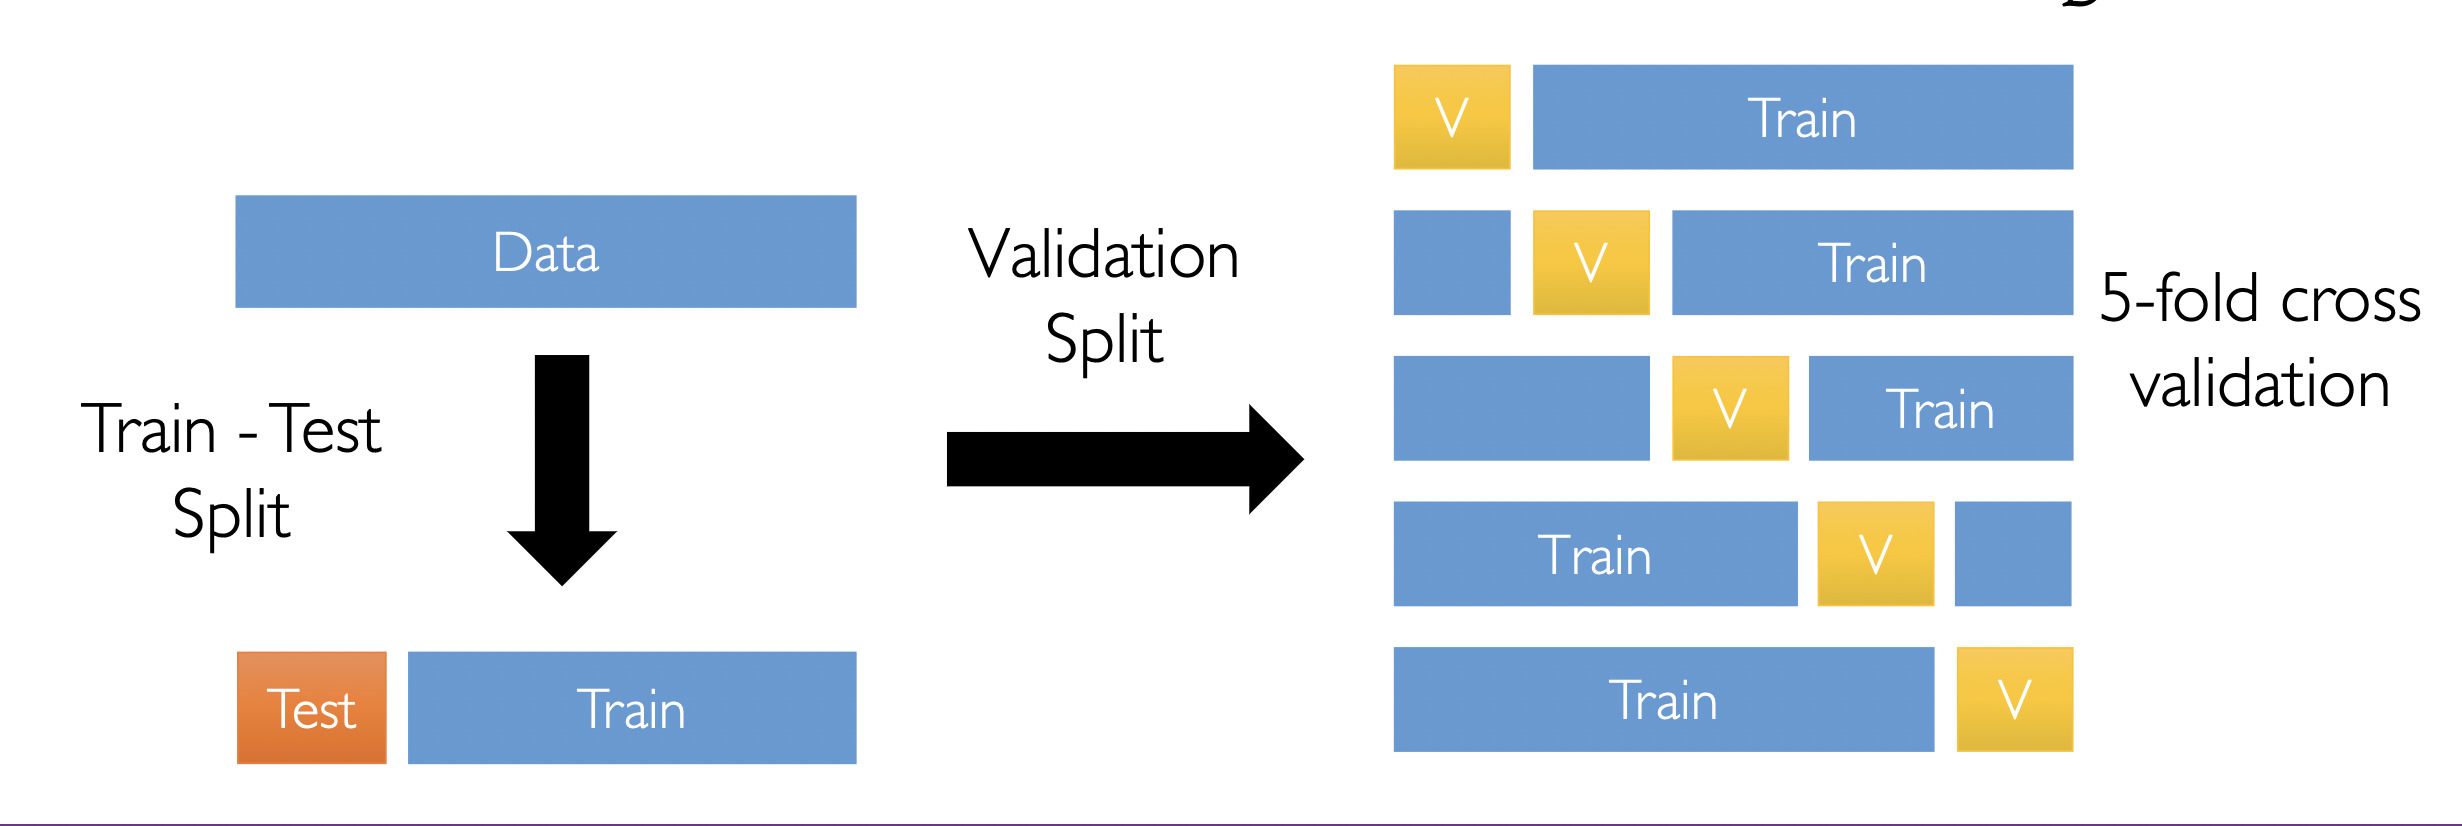 Data
Train - Test
Split
Test
Train
Validation
Split
V
Train
V
Train
V
Train
Train
V
Train
V
5-fold cross
validation